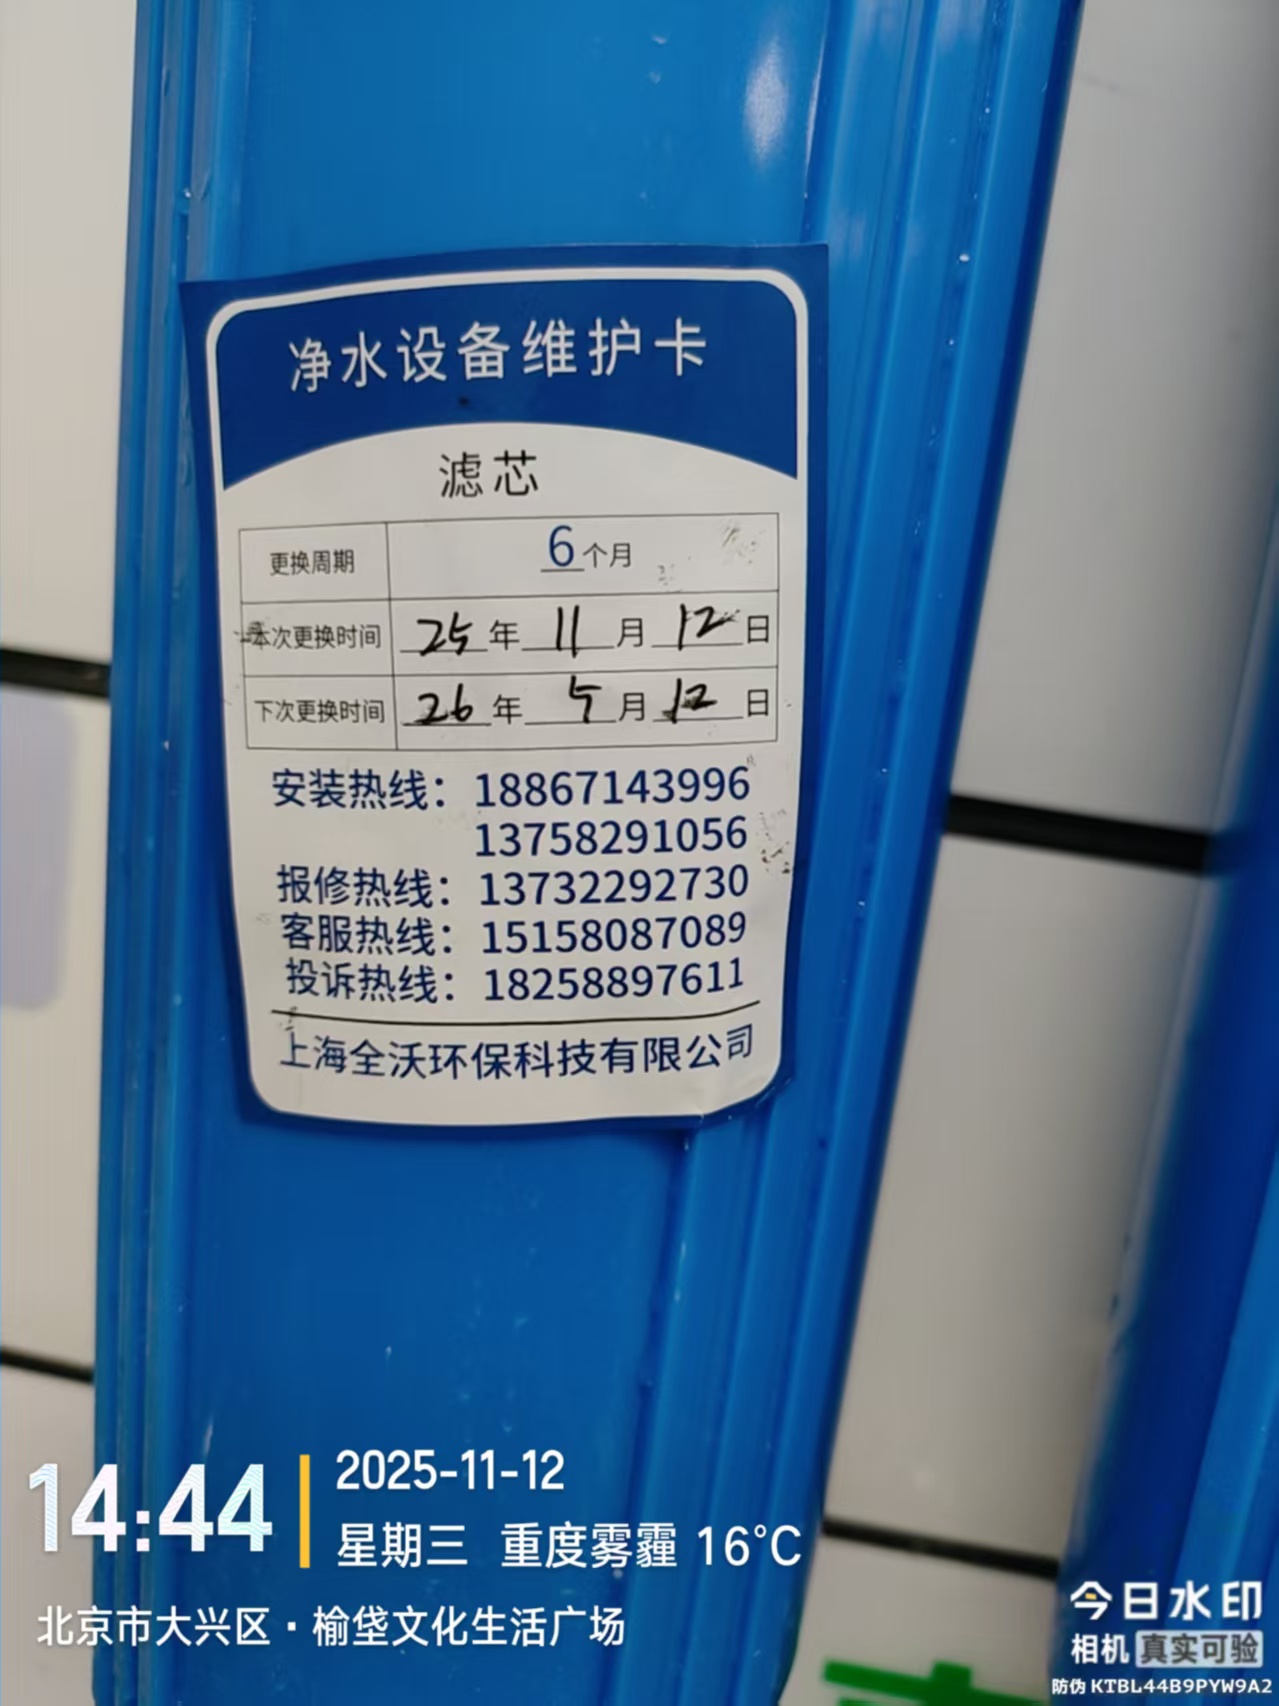 净水设备维护卡
滤芯
更换周期 6个月
本次更换时间 25年11月12日
下次更换时间 26年5月12日
安装热线：18867143996
13758291056
报修热线：13732292730
客服热线：15158087089
投诉热线：18258897611
上海全沃环保科技有限公司
14:44
2025-11-12
星期三 重度雾霾 16°C
北京市大兴区·榆垡文化生活广场
今日水印
相机 真实可验
防伪 KTBL44B9PYW9A2